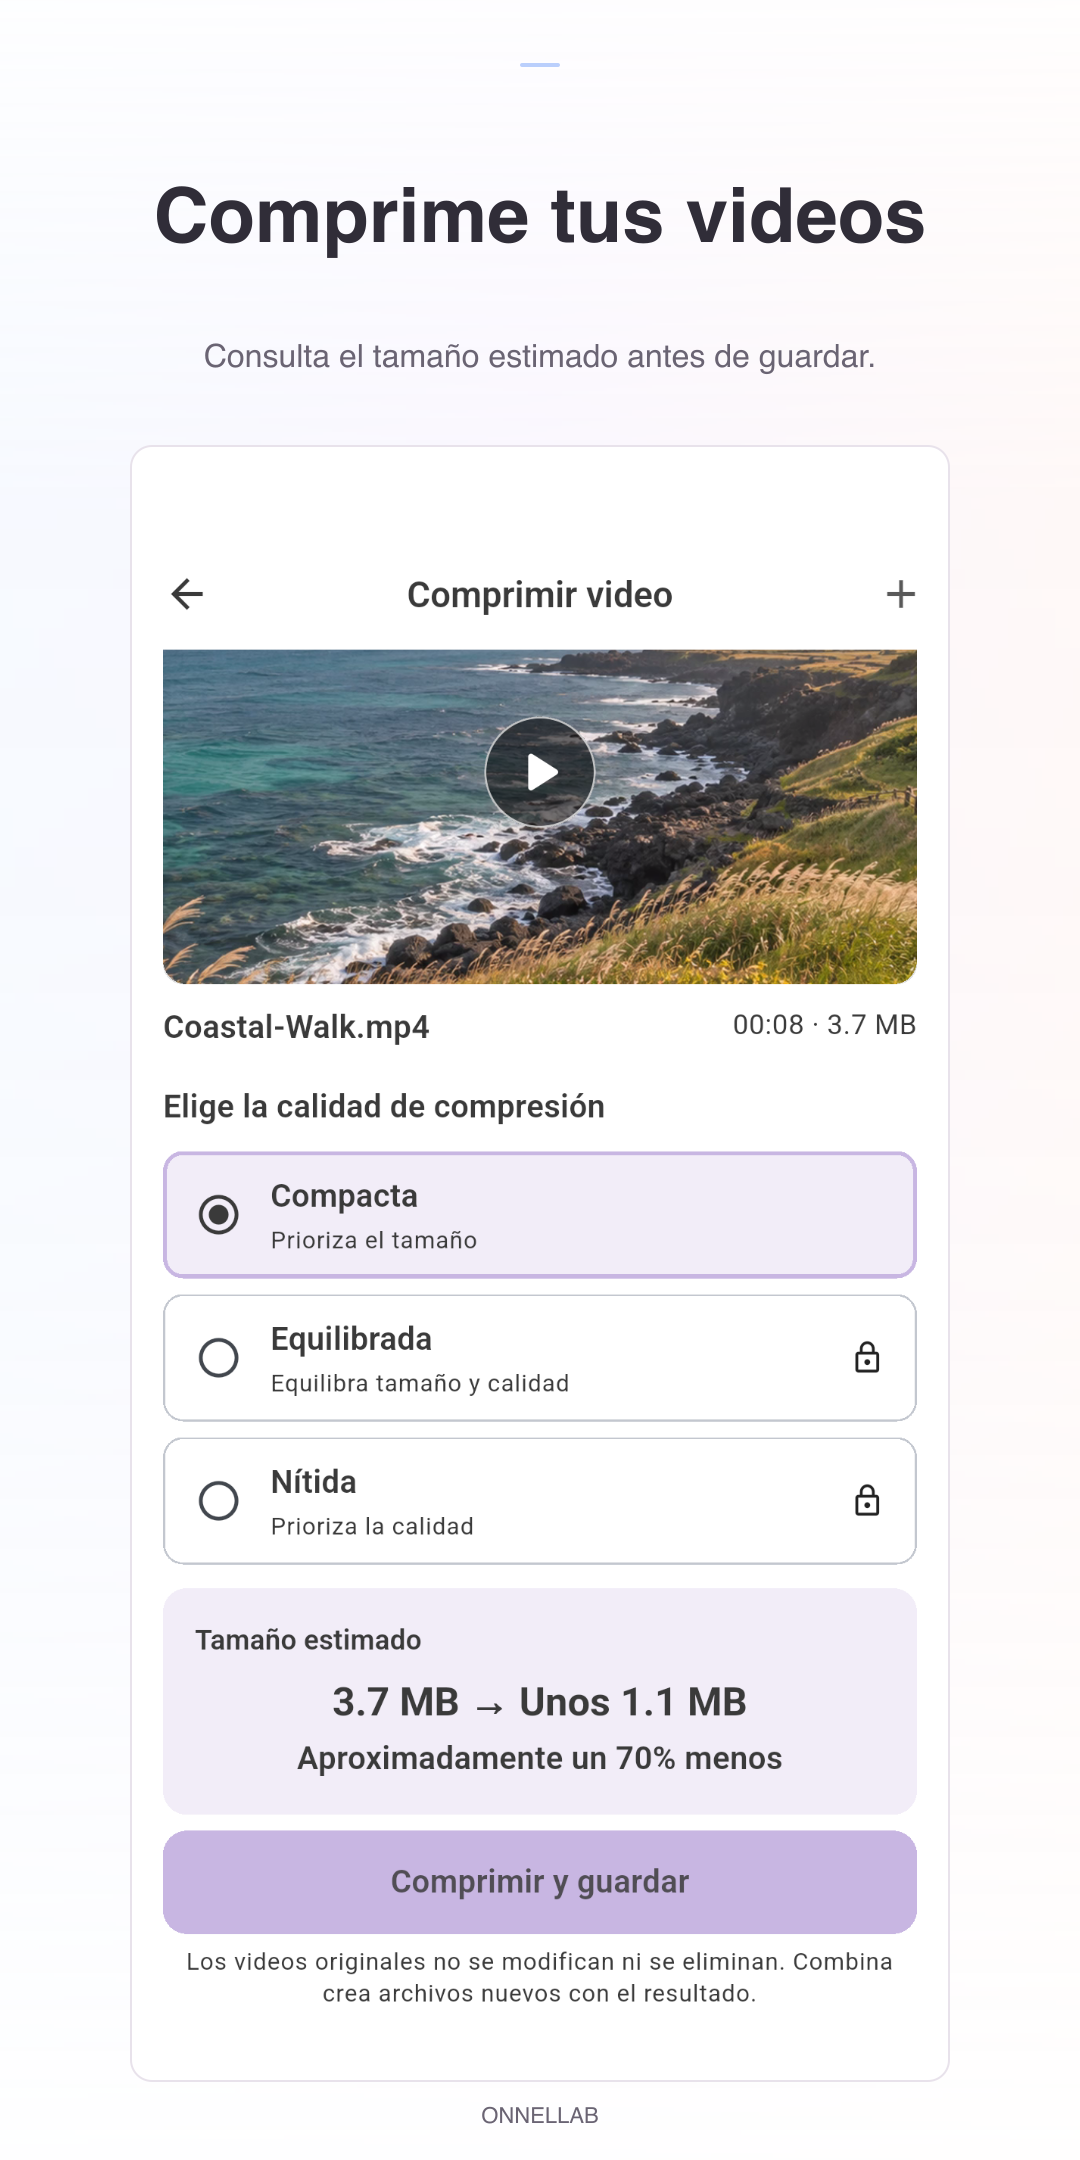 Comprime tus videos
Consulta el tamaño estimado antes de guardar.
Comprimir video
Coastal-Walk.mp4
00:08 · 3.7 MB
Elige la calidad de compresión
Compacta
Prioriza el tamaño
Equilibrada
Equilibra tamaño y calidad
Nítida
Prioriza la calidad
Tamaño estimado
3.7 MB → Unos 1.1 MB
Aproximadamente un 70% menos
Comprimir y guardar
Los videos originales no se modifican ni se eliminan. Combina
crea archivos nuevos con el resultado.
ONNELLAB